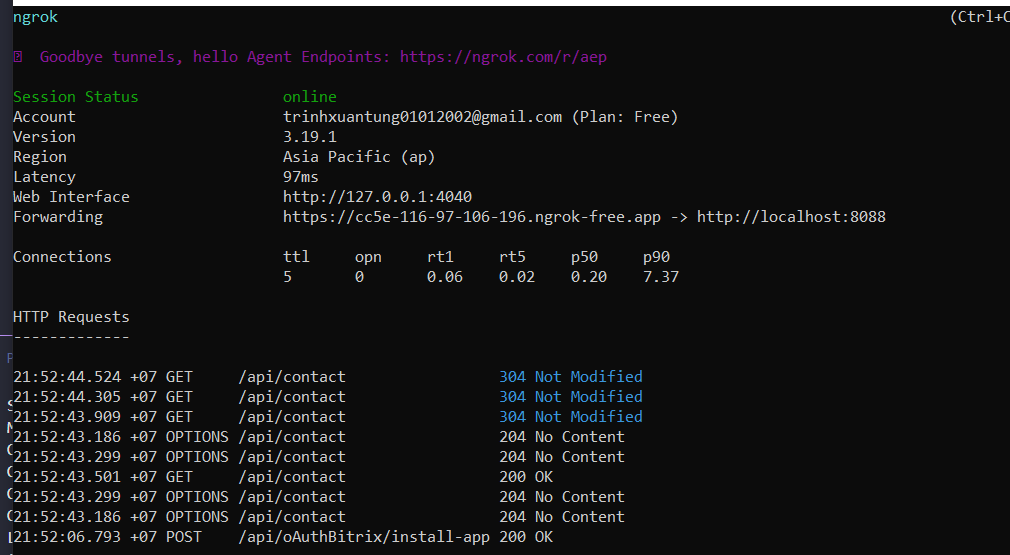 ngrok (Ctrl+C
Goodbye tunnels, hello Agent Endpoints: https://ngrok.com/r/aep
Session Status online
Account trinhxuantung01012002@gmail.com (Plan: Free)
Version 3.19.1
Region Asia Pacific (ap)
Latency 97ms
Web Interface http://127.0.0.1:4040
Forwarding https://cc5e-116-97-106-196.ngrok-free.app -> http://localhost:8088
Connections ttl opn rt1 rt5 p50 p90
5 0 0.06 0.02 0.20 7.37
HTTP Requests
-------------
21:52:44.524 +07 GET /api/contact 304 Not Modified
21:52:44.305 +07 GET /api/contact 304 Not Modified
21:52:43.909 +07 GET /api/contact 304 Not Modified
21:52:43.186 +07 OPTIONS /api/contact 204 No Content
21:52:43.299 +07 OPTIONS /api/contact 204 No Content
21:52:43.501 +07 GET /api/contact 200 OK
21:52:43.299 +07 OPTIONS /api/contact 204 No Content
21:52:43.186 +07 OPTIONS /api/contact 204 No Content
21:52:06.793 +07 POST /api/oAuthBitrix/install-app 200 OK